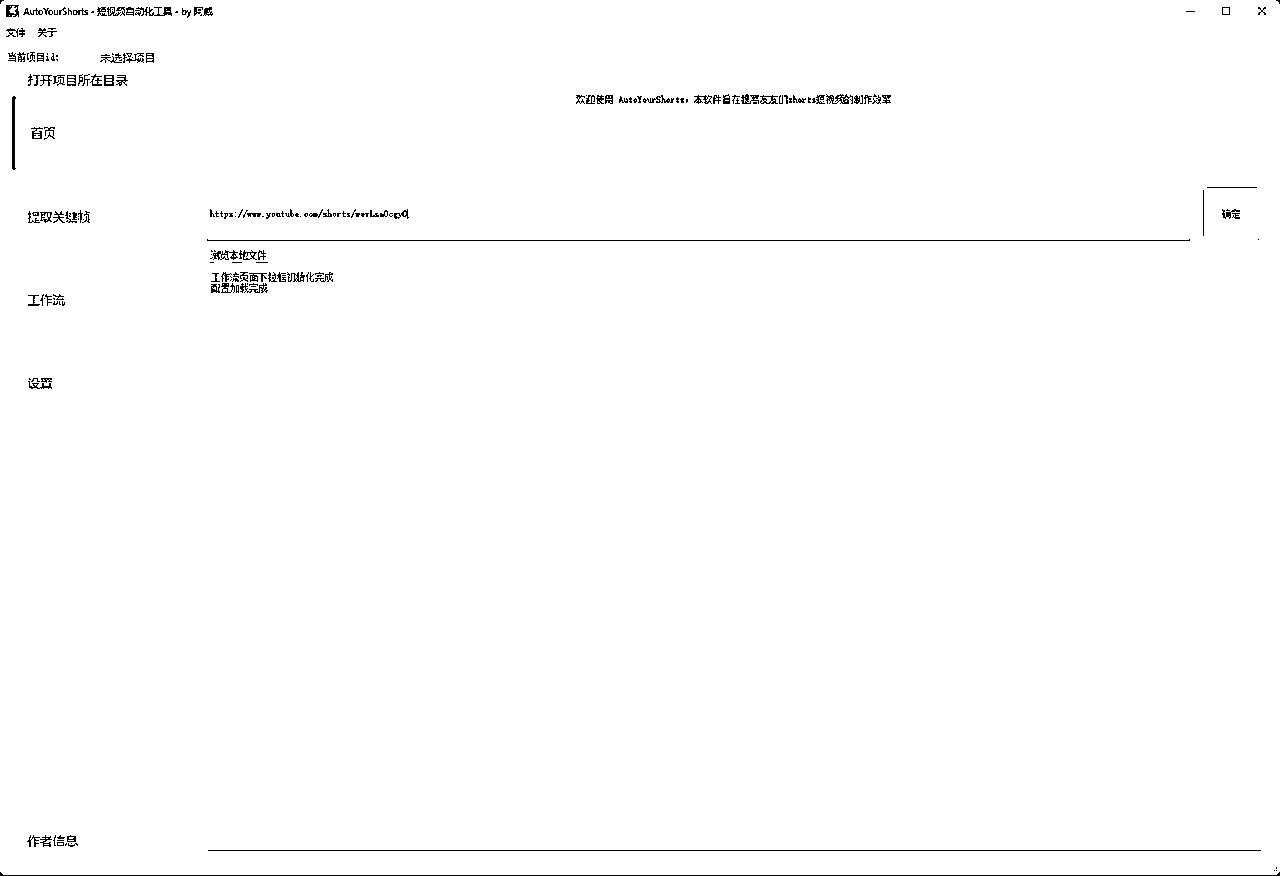 AutoYourShorts - 短视频自动化工具 - by 阿威
文件 关于
当前项目id: 未选择项目
打开项目所在目录
欢迎使用 AutoYourShorts，本软件旨在提高友友们shorts短视频的制作效率
首页
提取关键帧
https://www.youtube.com/shorts/
确定
浏览本地文件
工作流页面下拉框初始化完成
配置加载完成
工作流
设置
作者信息